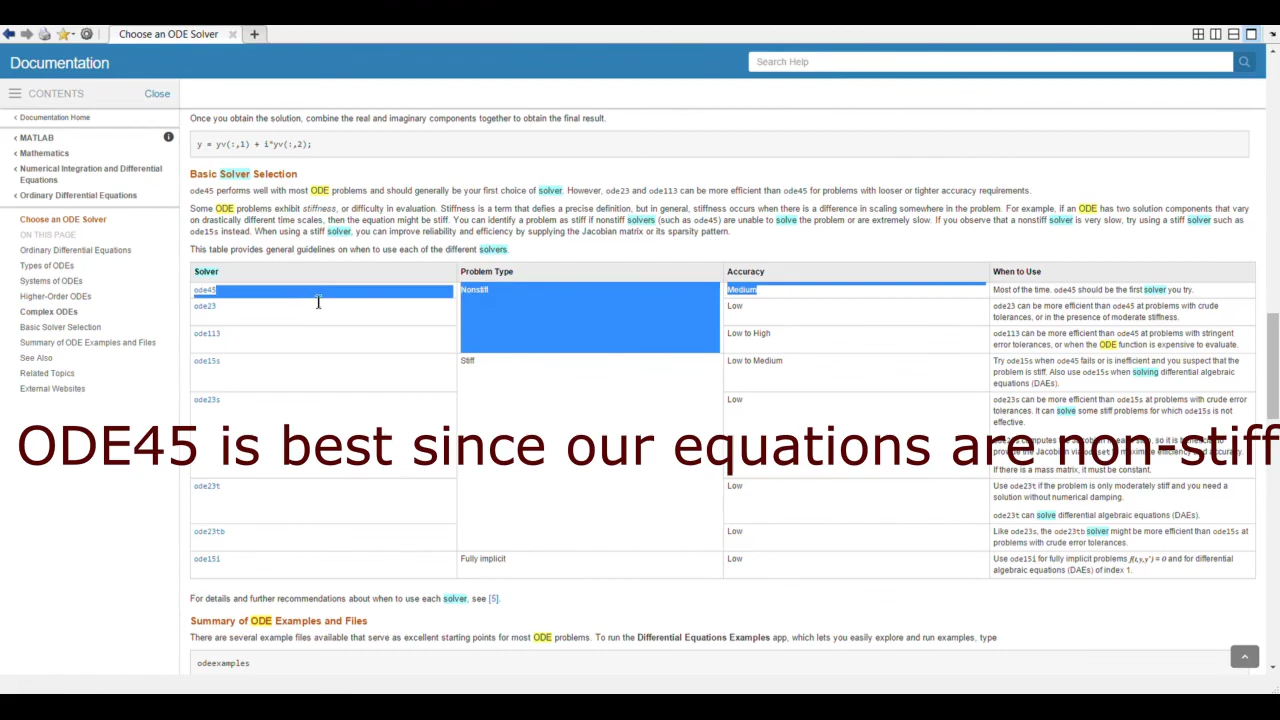 Choose an ODE Solver
Documentation
Search Help
CONTENTS
Close
Documentation Home
MATLAB
Mathematics
Numerical Integration and Differential
Equations
Ordinary Differential Equations
Choose an ODE Solver
ON THIS PAGE
Ordinary Differential Equations
Types of ODEs
Systems of ODEs
Higher-Order ODEs
Complex ODEs
Basic Solver Selection
Summary of ODE Examples and Files
See Also
Related Topics
External Websites
Once you obtain the solution, combine the real and imaginary components together to obtain the final result.
y = yv(:,1) + i*yv(:,2);
Basic Solver Selection
ode45 performs well with most ODE problems and should generally be your first choice of solver. However, ode23 and ode113 can be more efficient than ode45 for problems with looser or tighter accuracy requirements.
Some ODE problems exhibit stiffness, or difficulty in evaluation. Stiffness is a term that defies a precise definition, but in general, stiffness occurs when there is a difference in scaling somewhere in the problem. For example, if an ODE has two solution components that vary
on drastically different time scales, then the equation might be stiff. You can identify a problem as stiff if nonstiff solvers (such as ode45) are unable to solve the problem or are extremely slow. If you observe that a nonstiff solver is very slow, try using a stiff solver such as
ode15s instead. When using a stiff solver, you can improve reliability and efficiency by supplying the Jacobian matrix or its sparsity pattern.
This table provides general guidelines on when to use each of the different solvers.
Solver Problem Type Accuracy When to Use
ode45 Nonstiff Medium Most of the time. ode45 should be the first solver you try.
ode23 Low ode23 can be more efficient than ode45 at problems with crude
tolerances, or in the presence of moderate stiffness.
ode113 Low to High ode113 can be more efficient than ode45 at problems with stringent
error tolerances, or when the ODE function is expensive to evaluate.
ode15s Stiff Low to Medium Try ode15s when ode45 fails or is inefficient and you suspect that the
problem is stiff. Also use ode15s when solving differential algebraic
equations (DAEs).
ode23s Low ode23s can be more efficient than ode15s at problems with crude error
tolerances. It can solve some stiff problems for which ode15s is not
effective.
ODE45 is best since our equations are non-stiff
If there is a mass matrix, it must be constant.
ode23t Low Use ode23t if the problem is only moderately stiff and you need a
solution without numerical damping.
ode23t can solve differential algebraic equations (DAEs).
ode23tb Low Like ode23s, the ode23tb solver might be more efficient than ode15s at
problems with crude error tolerances.
ode15i Fully implicit Low Use ode15i for fully implicit problems f(t,y,y') = 0 and for differential
algebraic equations (DAEs) of index 1.
For details and further recommendations about when to use each solver, see [5].
Summary of ODE Examples and Files
There are several example files available that serve as excellent starting points for most ODE problems. To run the Differential Equations Examples app, which lets you easily explore and run examples, type
odeexamples